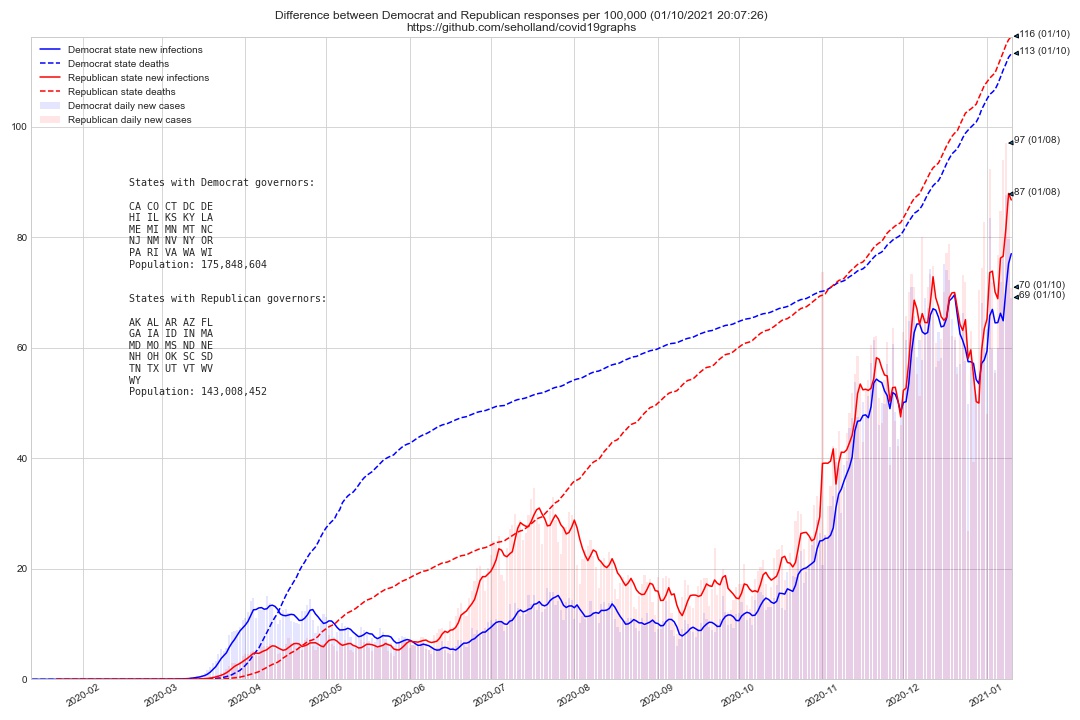 Difference between Democrat and Republican responses per 100,000 (01/10/2021 20:07:26)
https://github.com/seholland/covid19graphs
Democrat state new infections
Democrat state deaths
Republican state new infections
Republican state deaths
Democrat daily new cases
Republican daily new cases
116 (01/10)
113 (01/10)
97 (01/08)
87 (01/08)
70 (01/10)
69 (01/10)
States with Democrat governors:
CA CO CT DC DE
HI IL KS KY LA
ME MI MN MT NC
NJ NM NV NY OR
PA RI VA WA WI
Population: 175,848,604
States with Republican governors:
AK AL AR AZ FL
GA IA ID IN MA
MD MO MS ND NE
NH OH OK SC SD
TN TX UT VT WV
WY
Population: 143,008,452
100
80
60
40
20
0
2020-02
2020-03
2020-04
2020-05
2020-06
2020-07
2020-08
2020-09
2020-10
2020-11
2020-12
2021-01